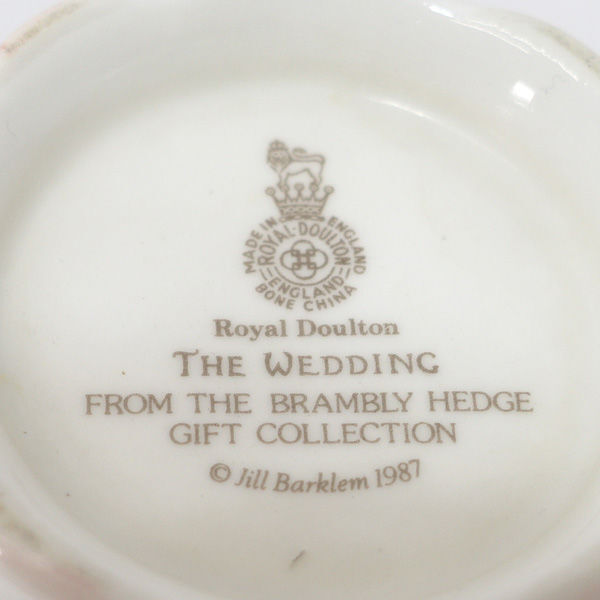 MADE IN ENGLAND
ROYAL·DOULTON
ENGLAND
BONE CHINA
Royal Doulton
THE WEDDING
FROM THE BRAMBLY HEDGE
GIFT COLLECTION
© Jill Barklem 1987